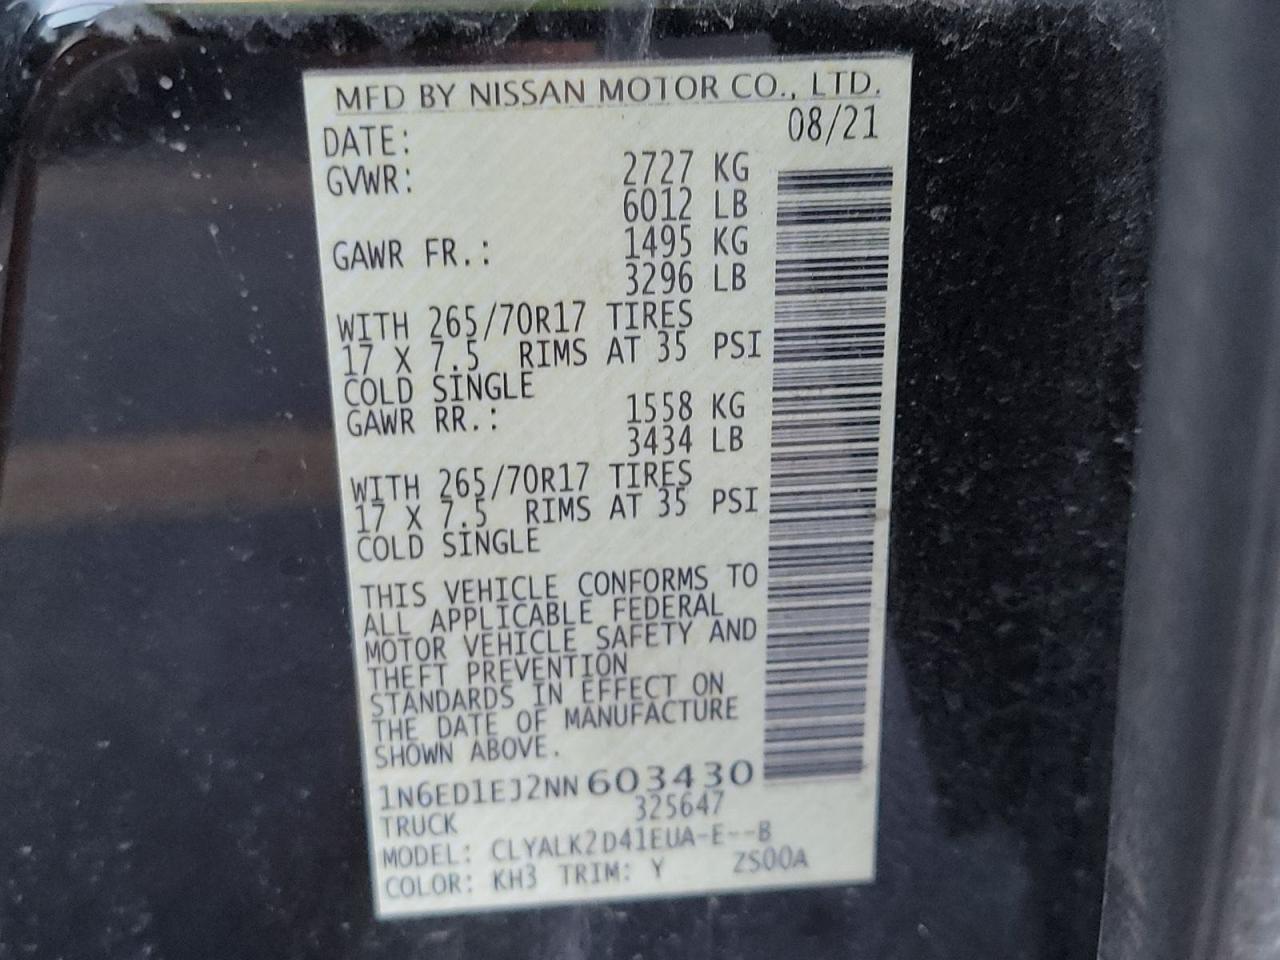 MFD BY NISSAN MOTOR CO., LTD.
DATE: 08/21
GVWR: 2727 KG
6012 LB
GAWR FR.: 1495 KG
3296 LB
WITH 265/70R17 TIRES
17 X 7.5 RIMS AT 35 PSI
COLD SINGLE
GAWR RR.: 1558 KG
3434 LB
WITH 265/70R17 TIRES
17 X 7.5 RIMS AT 35 PSI
COLD SINGLE
THIS VEHICLE CONFORMS TO
ALL APPLICABLE FEDERAL
MOTOR VEHICLE SAFETY AND
THEFT PREVENTION
STANDARDS IN EFFECT ON
THE DATE OF MANUFACTURE
SHOWN ABOVE.
1N6ED1EJ2NN603430
TRUCK 325647
MODEL: CLYALK2D41EUA-E--B
COLOR: KH3 TRIM: Y ZS00A